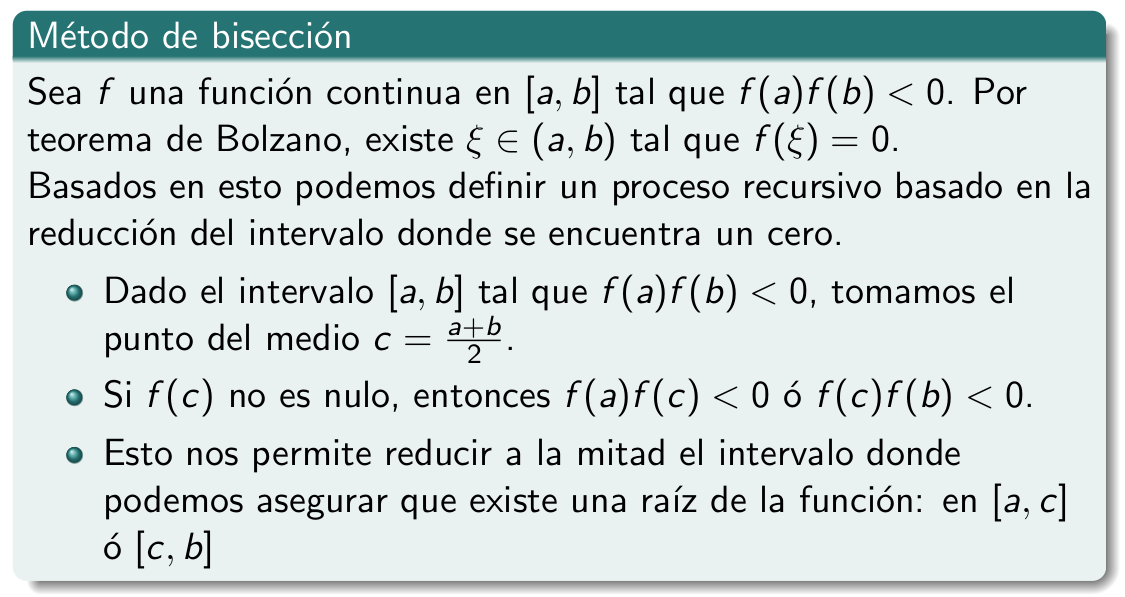 Método de bisección
Sea f una función continua en [a, b] tal que f(a)f(b) < 0. Por
teorema de Bolzano, existe ξ ∈ (a, b) tal que f(ξ) = 0.
Basados en esto podemos definir un proceso recursivo basado en la
reducción del intervalo donde se encuentra un cero.
Dado el intervalo [a, b] tal que f(a)f(b) < 0, tomamos el
punto del medio c = \frac{a+b}{2}.
Si f(c) no es nulo, entonces f(a)f(c) < 0 ó f(c)f(b) < 0.
Esto nos permite reducir a la mitad el intervalo donde
podemos asegurar que existe una raíz de la función: en [a, c]
ó [c, b]